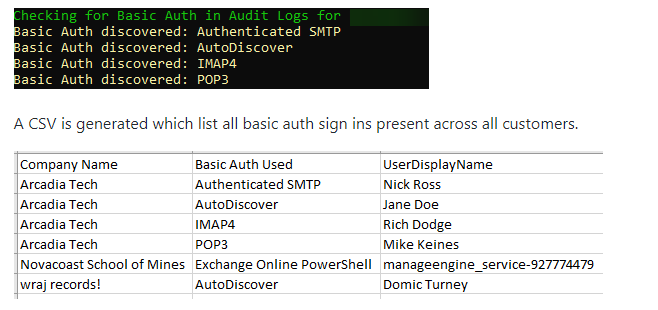 Checking for Basic Auth in Audit Logs for
Basic Auth discovered: Authenticated SMTP
Basic Auth discovered: AutoDiscover
Basic Auth discovered: IMAP4
Basic Auth discovered: POP3
A CSV is generated which list all basic auth sign ins present across all customers.
Company Name Basic Auth Used UserDisplayName
Arcadia Tech Authenticated SMTP Nick Ross
Arcadia Tech AutoDiscover Jane Doe
Arcadia Tech IMAP4 Rich Dodge
Arcadia Tech POP3 Mike Keines
Novacoast School of Mines Exchange Online PowerShell manageengine_service-927774479
wraj records! AutoDiscover Domic Turney